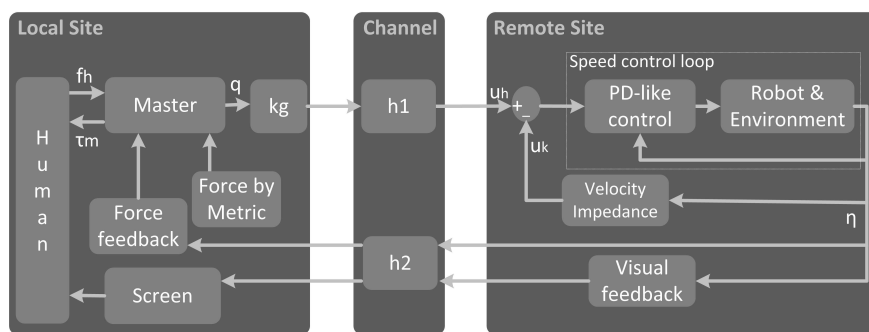 Local Site
Channel
Remote Site
Speed control loop
fh
q
uh
Master
kg
h1
+
PD-like
control
Robot &
Environment
−
τm
H
u
m
a
n
uk
Force by
Metric
Velocity
Impedance
Force
feedback
η
h2
Visual
feedback
Screen